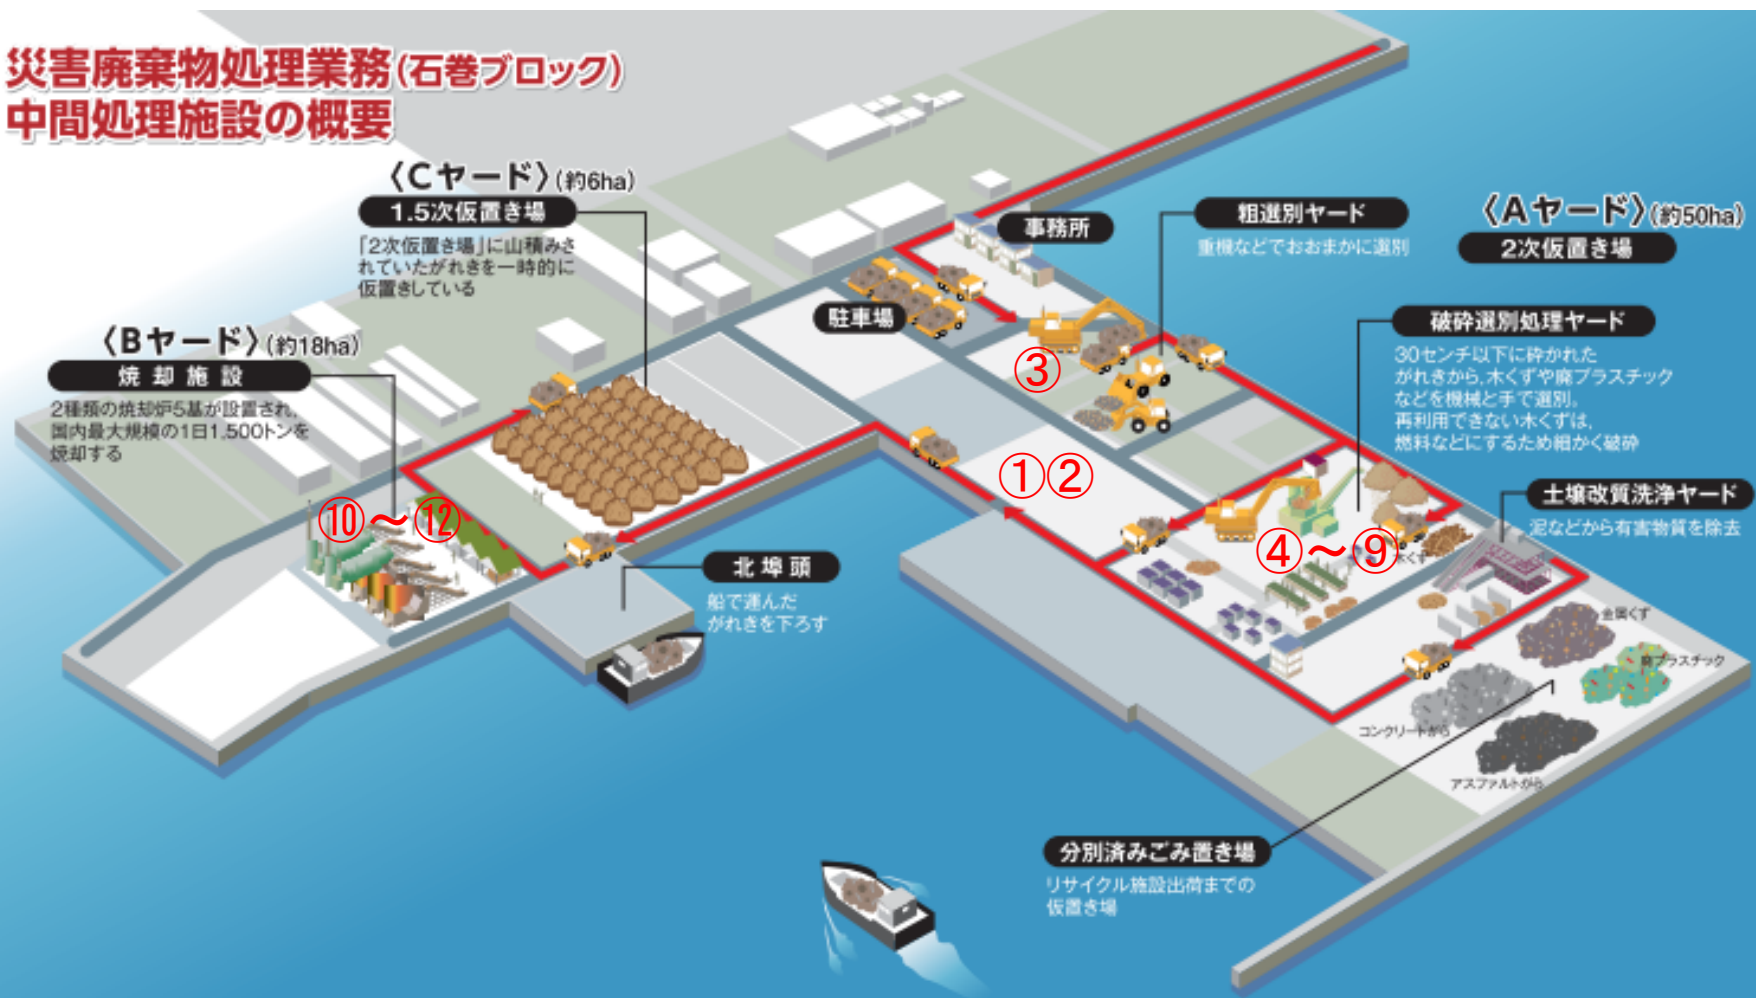 災害廃棄物処理業務(石巻ブロック)
中間処理施設の概要
〈Cヤード〉(約6ha)
1.5次仮置き場
「2次仮置き場」に山積みさ
れていたがれきを一時的に
仮置きしている
〈Bヤード〉(約18ha)
焼却施設
2種類の焼却炉5基が設置され、
国内最大規模の1日1,500トンを
焼却する
⑩～⑫
事務所
駐車場
粗選別ヤード
重機などでおおまかに選別
〈Aヤード〉(約50ha)
2次仮置き場
破砕選別処理ヤード
30センチ以下に砕かれた
がれきから、木くずや廃プラスチック
などを機械と手で選別。
再利用できない木くずは、
燃料などにするため細かく破砕
③
①②
④～⑨
木くず
土壌改質洗浄ヤード
泥などから有害物質を除去
北埠頭
船で運んだ
がれきを下ろす
金属くず
廃プラスチック
コンクリートがら
アスファルトがら
分別済みごみ置き場
リサイクル施設出荷までの
仮置き場